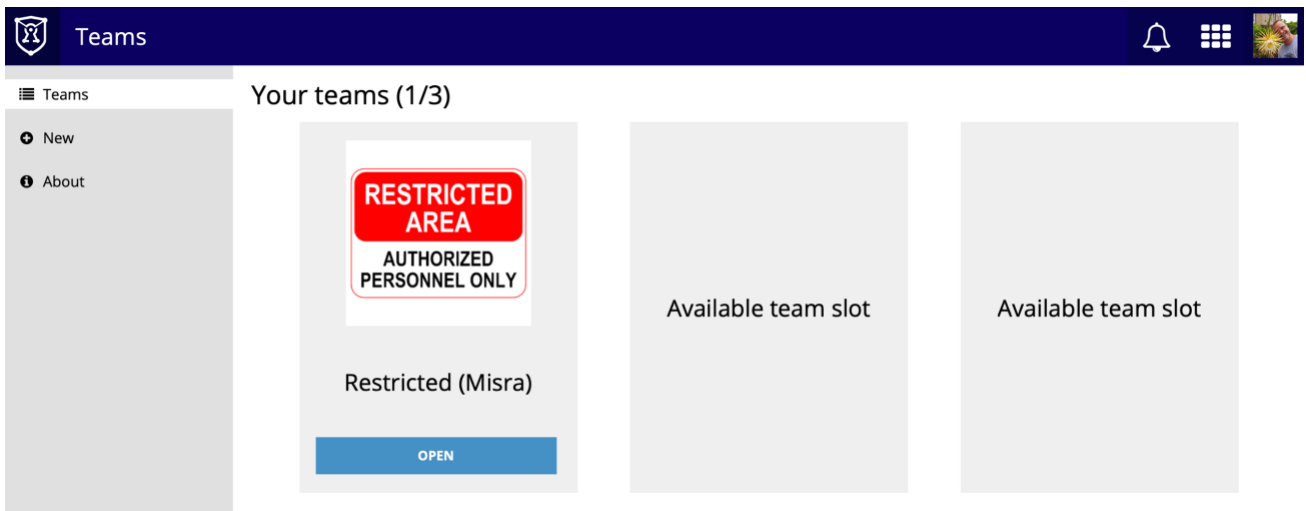 Teams
Teams
New
About
Your teams (1/3)
RESTRICTED
AREA
AUTHORIZED
PERSONNEL ONLY
Restricted (Misra)
OPEN
Available team slot
Available team slot